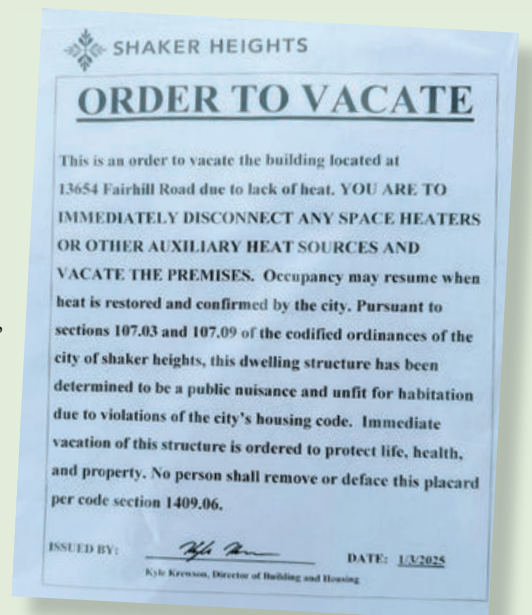 SHAKER HEIGHTS
ORDER TO VACATE
This is an order to vacate the building located at
13654 Fairhill Road due to lack of heat. YOU ARE TO
IMMEDIATELY DISCONNECT ANY SPACE HEATERS
OR OTHER AUXILIARY HEAT SOURCES AND
VACATE THE PREMISES. Occupancy may resume when
heat is restored and confirmed by the city. Pursuant to
sections 107.03 and 107.09 of the codified ordinances of the
city of shaker heights, this dwelling structure has been
determined to be a public nuisance and unfit for habitation
due to violations of the city's housing code. Immediate
vacation of this structure is ordered to protect life, health,
and property. No person shall remove or deface this placard
per code section 1409.06.
ISSUED BY: DATE: 1/3/2025
Kyle Krewson, Director of Building and Housing